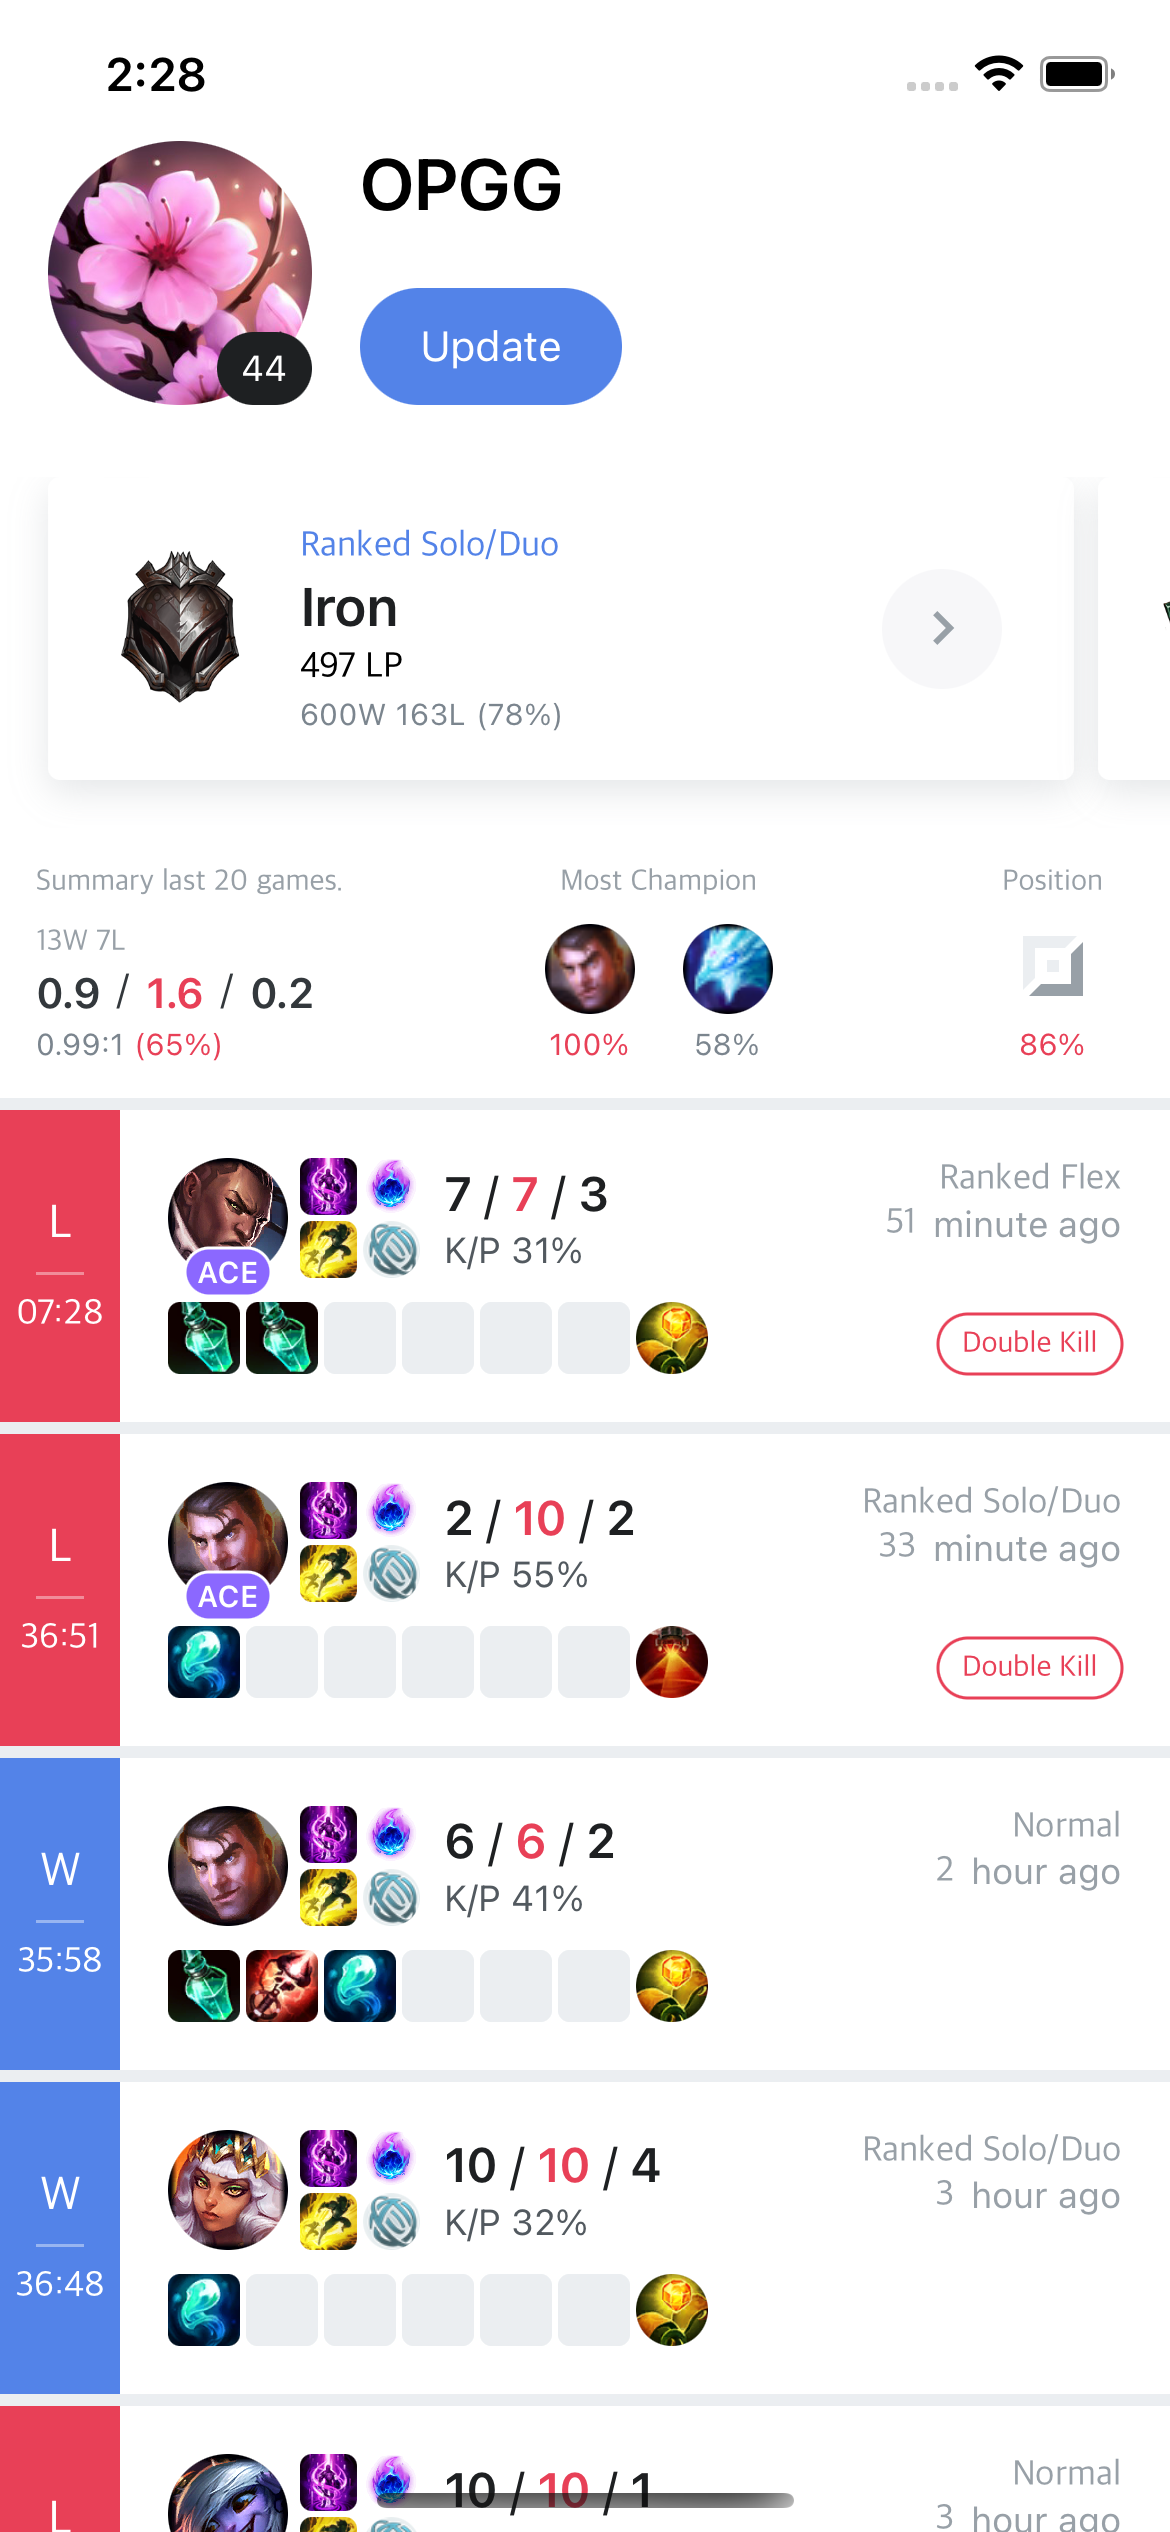 2:28
OPGG
Update
44
Ranked Solo/Duo
Iron
497 LP
600W 163L (78%)
Summary last 20 games.
Most Champion
Position
13W 7L
0.9 / 1.6 / 0.2
0.99:1 (65%)
100%
58%
86%
L
07:28
ACE
7 / 7 / 3
K/P 31%
Ranked Flex
51 minute ago
Double Kill
L
36:51
ACE
2 / 10 / 2
K/P 55%
Ranked Solo/Duo
33 minute ago
Double Kill
W
35:58
6 / 6 / 2
K/P 41%
Normal
2 hour ago
W
36:48
10 / 10 / 4
K/P 32%
Ranked Solo/Duo
3 hour ago
L
10 / 10 / 1
Normal
3 hour ago